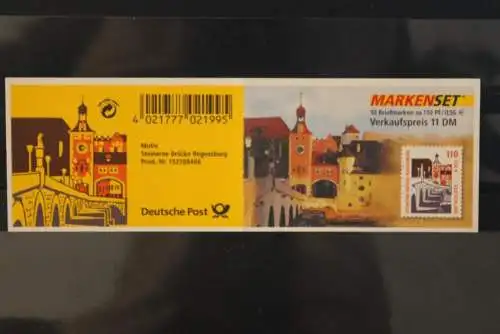 4 021777 021995
Motiv
Steinerne Brücke Regensburg
Prod. Nr. 152108406
Deutsche Post
MARKENSET
10 Briefmarken zu 110 Pf / 0,56 €
Verkaufspreis 11 DM
110